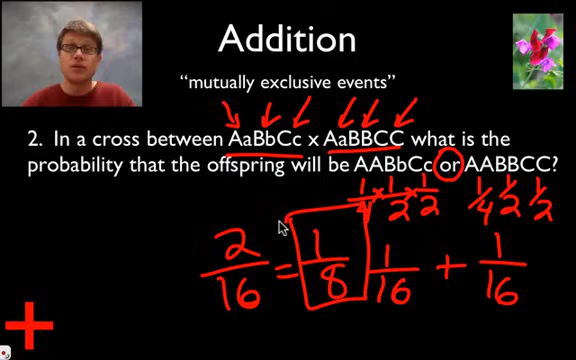 Addition
"mutually exclusive events"
2. In a cross between AaBbCc x AaBBCC what is the
probability that the offspring will be AABbCc or AABBCC?
1/4 x 1/2 x 1/2 1/4 1/2 1/2
2/16 = 1/8 1/16 + 1/16
+